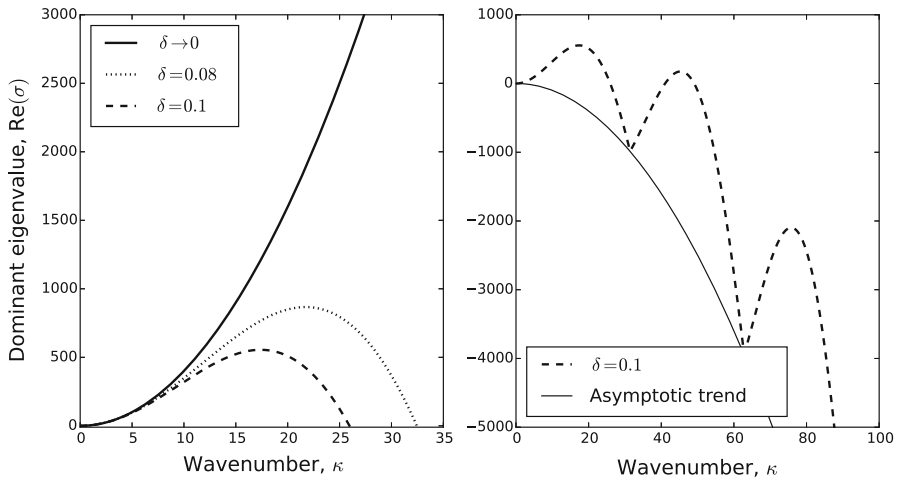 3000
2500
2000
1500
1000
500
0
0 5 10 15 20 25 30 35
Dominant eigenvalue, Re(σ)
Wavenumber, κ
δ→0
δ=0.08
δ=0.1
1000
0
−1000
−2000
−3000
−4000
−5000
0 20 40 60 80 100
Wavenumber, κ
δ=0.1
Asymptotic trend